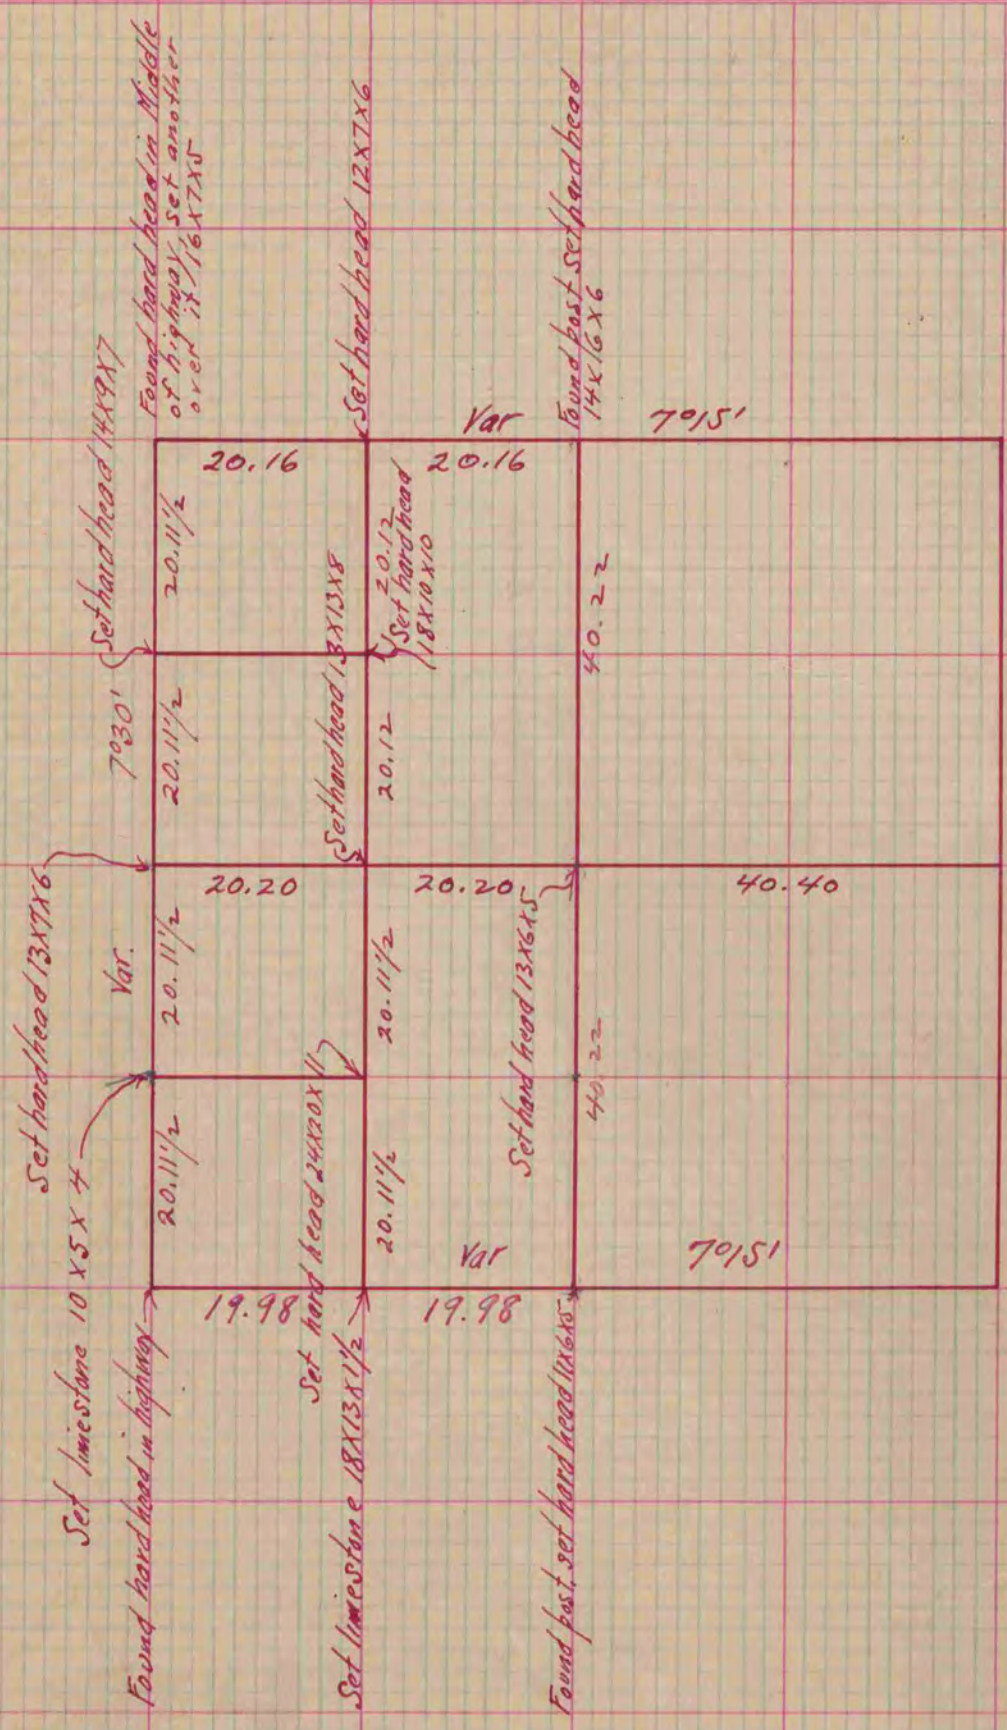 Found hard head in Middle
of highway, set another
over it 16X7X5
Set hard head 14X9X7
Set hard head 12X7X6
Found post set hard head
14X16X6
Var
7°15'
20.16
20.16
20.11 1/2
20.12
Set hard head
18X10X10
40.22
7°30'
20.11 1/2
Set hard head 13X13X8
20.12
Set hard head 13X7X6
20.20
20.20
40.40
Var.
20.11 1/2
20.11 1/2
Set hard head 13X6X5
40.22
Set limestone 10 X 5 X 4
20.11 1/2
Set hard head 24X20X11
20.11 1/2
Var
7°15'
19.98
19.98
Found hard head in highway
Set limestone 18X13X1 1/2
Found post, set hard head 11X6X5